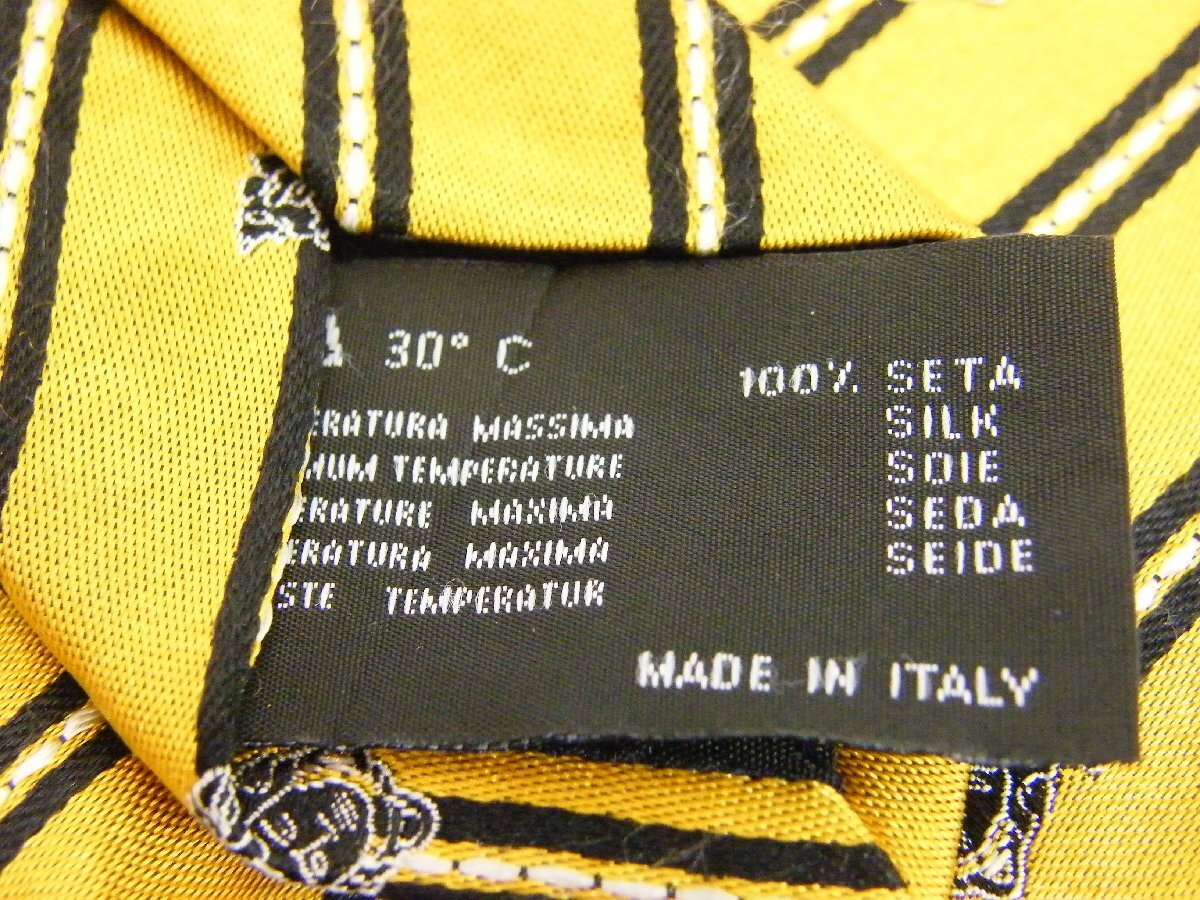 30° C
ERATURA MASSIMA
MUM TEMPERATURE
ERATURE MAXIMA
ERATURA MAXIMA
STE TEMPERATUR
100% SETA
SILK
SOIE
SEDA
SEIDE
MADE IN ITALY